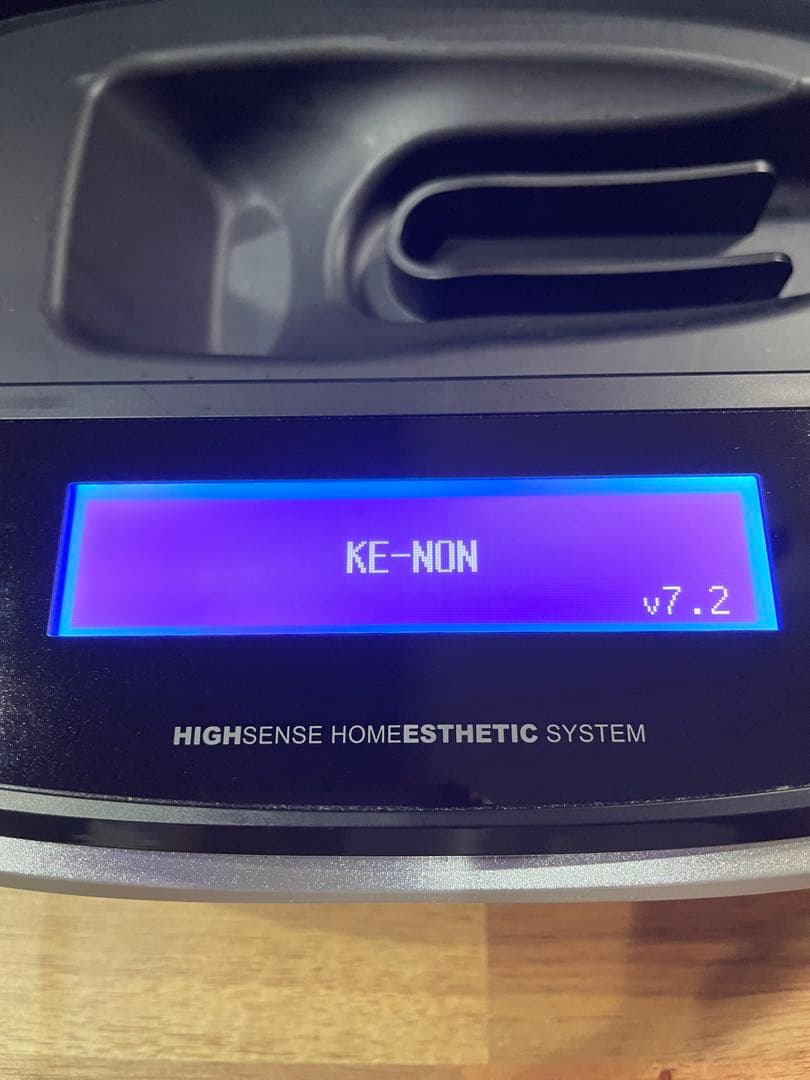 KE-NON
v7.2
HIGHSENSE HOMEESTHETIC SYSTEM